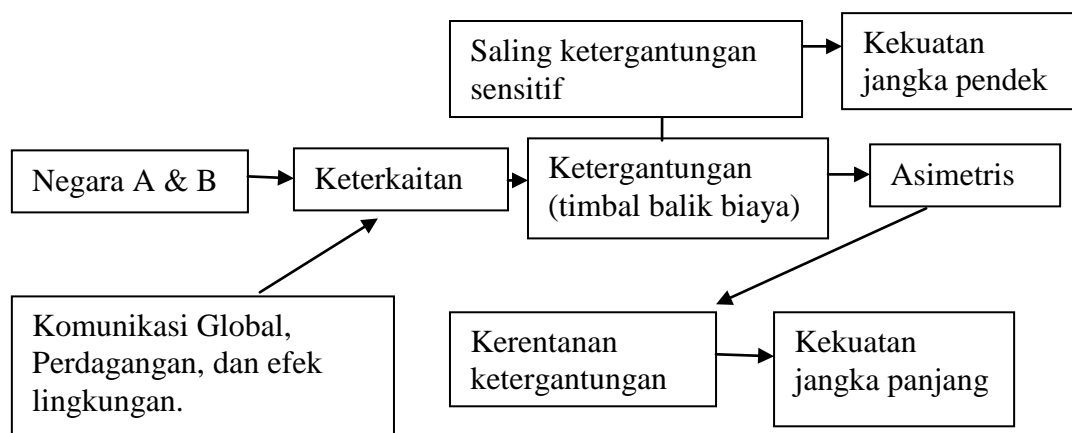 Saling ketergantungan
sensitif
Kekuatan
jangka pendek
Negara A & B
Keterkaitan
Ketergantungan
(timbal balik biaya)
Asimetris
Komunikasi Global,
Perdagangan, dan efek
lingkungan.
Kerentanan
ketergantungan
Kekuatan
jangka panjang